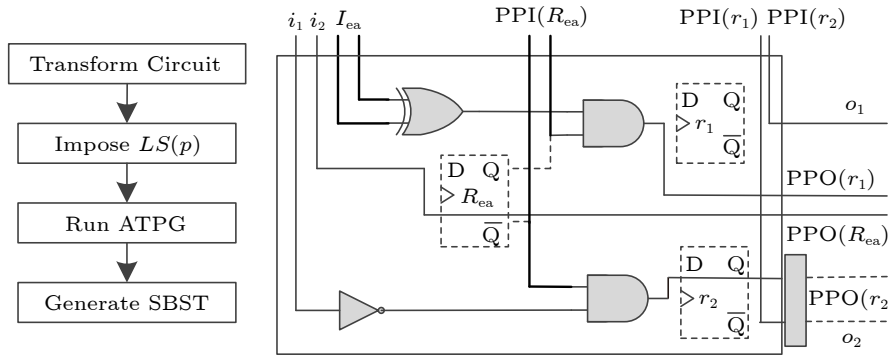 Transform Circuit
Impose LS(p)
Run ATPG
Generate SBST
i₁ i₂ Iₑₐ PPI(Rₑₐ) PPI(r₁) PPI(r₂)
D Q
r₁
Q̅
o₁
D Q
Rₑₐ
Q̅
PPO(r₁)
PPO(Rₑₐ)
D Q
r₂
Q̅
PPO(r₂
o₂